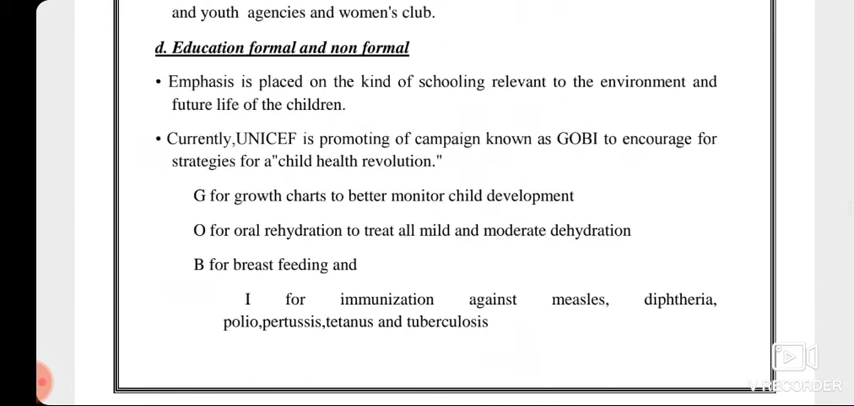 and youth agencies and women's club.
d. Education formal and non formal
• Emphasis is placed on the kind of schooling relevant to the environment and
future life of the children.
• Currently,UNICEF is promoting of campaign known as GOBI to encourage for
strategies for a"child health revolution."
G for growth charts to better monitor child development
O for oral rehydration to treat all mild and moderate dehydration
B for breast feeding and
I for immunization against measles, diphtheria,
polio,pertussis,tetanus and tuberculosis
V RECORDER